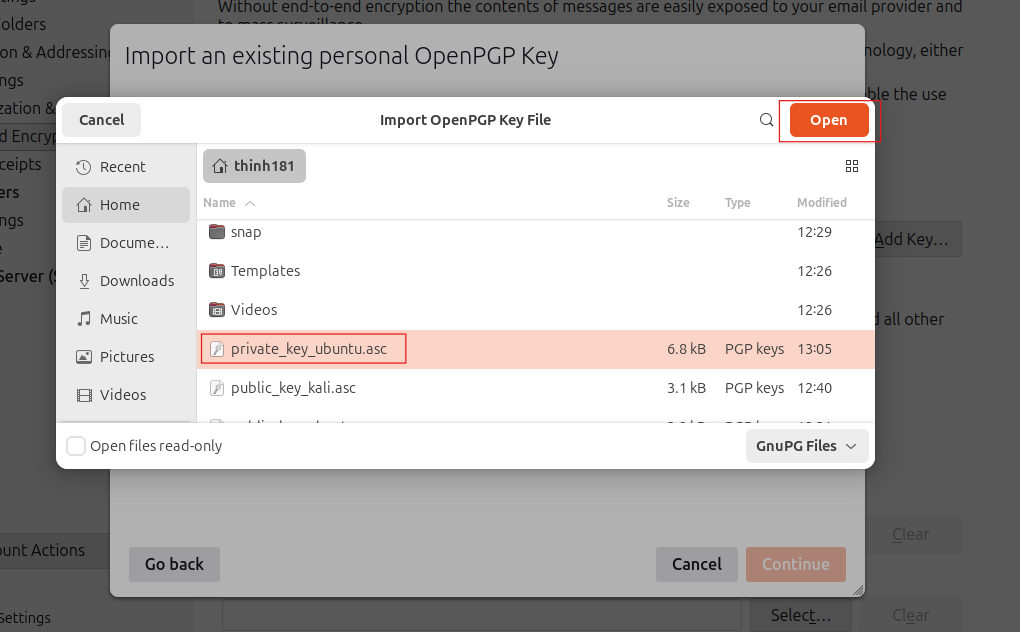 Without end-to-end encryption the contents of messages are easily exposed to your email provider and
to mass surveillance.
olders
on & Addressing
nology, either
ngs
ble the use
zation &
d Encryp
ceipts
ers
ngs
Server (S
Add Key…
d all other
Import an existing personal OpenPGP Key
Cancel
Import OpenPGP Key File
Open
Recent
Home
Docume…
Downloads
Music
Pictures
Videos
thinh181
Name Size Type Modified
snap 12:29
Templates 12:26
Videos 12:26
private_key_ubuntu.asc 6.8 kB PGP keys 13:05
public_key_kali.asc 3.1 kB PGP keys 12:40
Open files read-only
GnuPG Files
Go back
Cancel
Continue
ount Actions
Clear
Settings
Select…
Clear